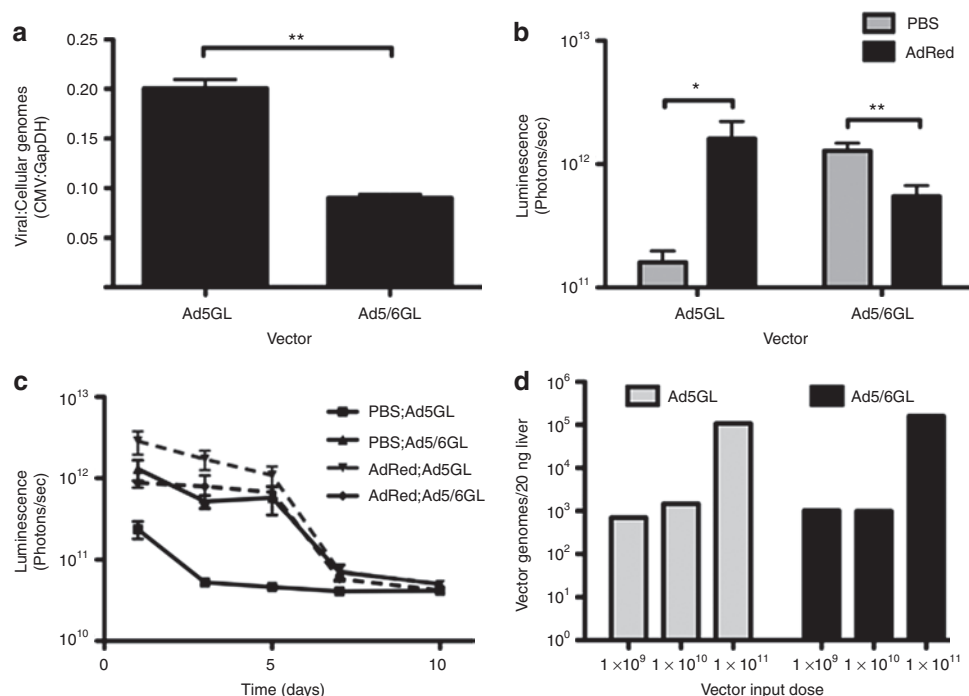 a
0.25
0.20
0.15
0.10
0.05
Viral:Cellular genomes
(CMV:GapDH)
**
Ad5GL
Ad5/6GL
Vector
b
PBS
AdRed
10¹³
10¹²
10¹¹
Luminescence
(Photons/sec)
*
**
Ad5GL
Ad5/6GL
Vector
c
10¹³
10¹²
10¹¹
10¹⁰
Luminescence
(Photons/sec)
PBS;Ad5GL
PBS;Ad5/6GL
AdRed;Ad5GL
AdRed;Ad5/6GL
0
5
10
Time (days)
d
Ad5GL
Ad5/6GL
10⁶
10⁵
10⁴
10³
10²
10¹
10⁰
Vector genomes/20 ng liver
1 ×10⁹
1 × 10¹⁰
1 × 10¹¹
1 ×10⁹
1 × 10¹⁰
1 × 10¹¹
Vector input dose